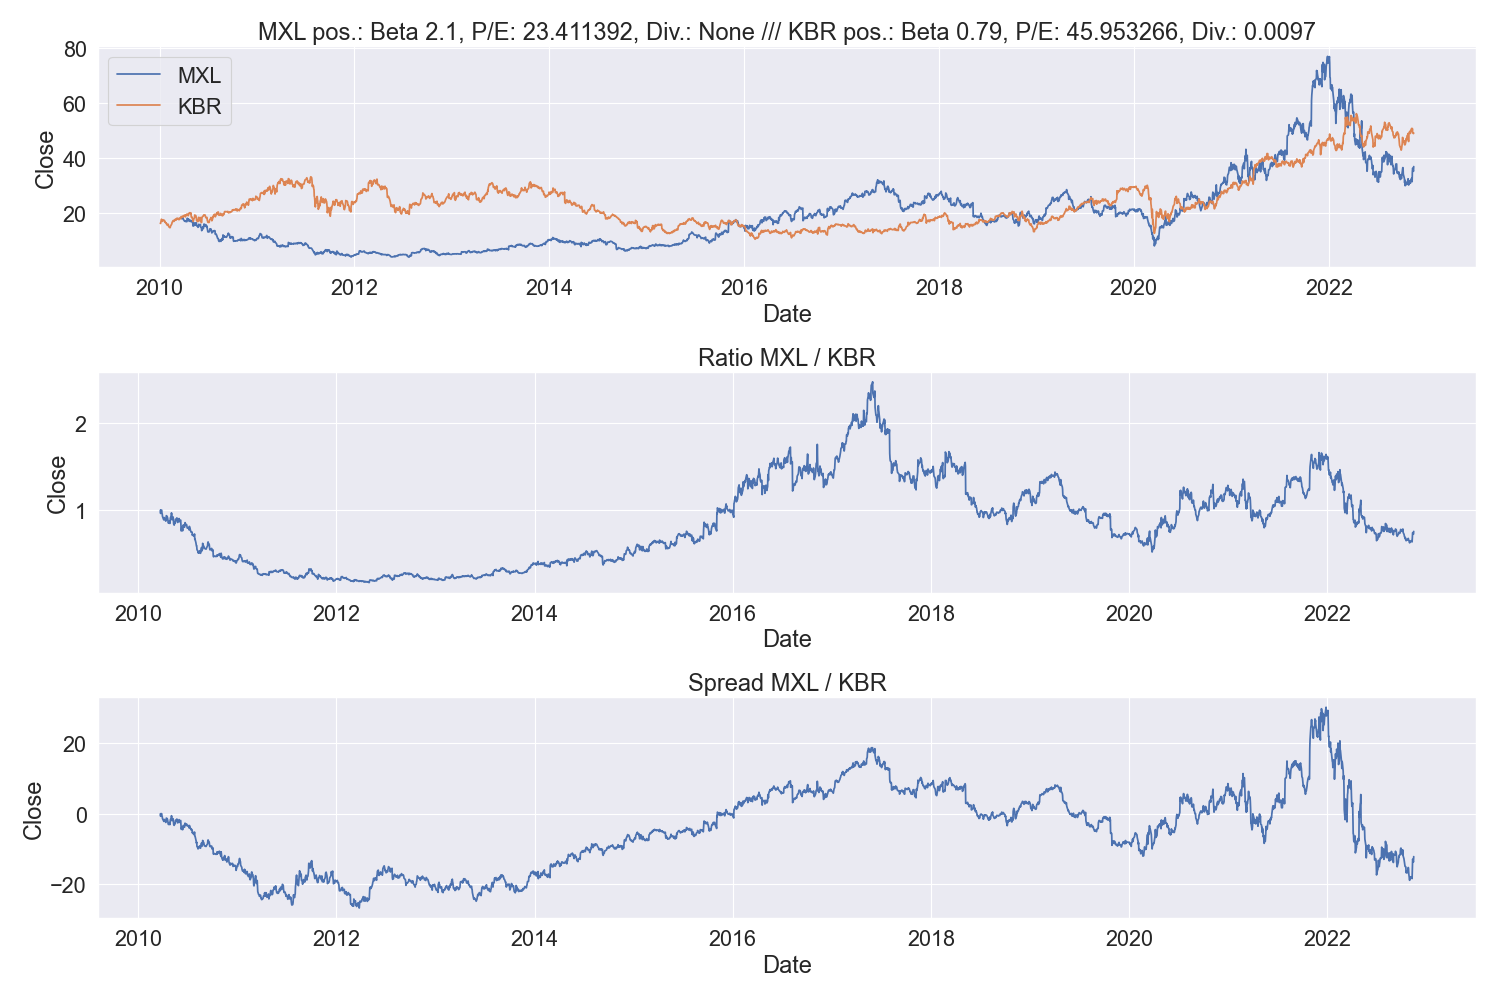 MXL pos.: Beta 2.1, P/E: 23.411392, Div.: None /// KBR pos.: Beta 0.79, P/E: 45.953266, Div.: 0.0097
MXL
KBR
Close
80
60
40
20
2010 2012 2014 2016 2018 2020 2022
Date
Ratio MXL / KBR
Close
2
1
2010 2012 2014 2016 2018 2020 2022
Date
Spread MXL / KBR
Close
20
0
−20
2010 2012 2014 2016 2018 2020 2022
Date